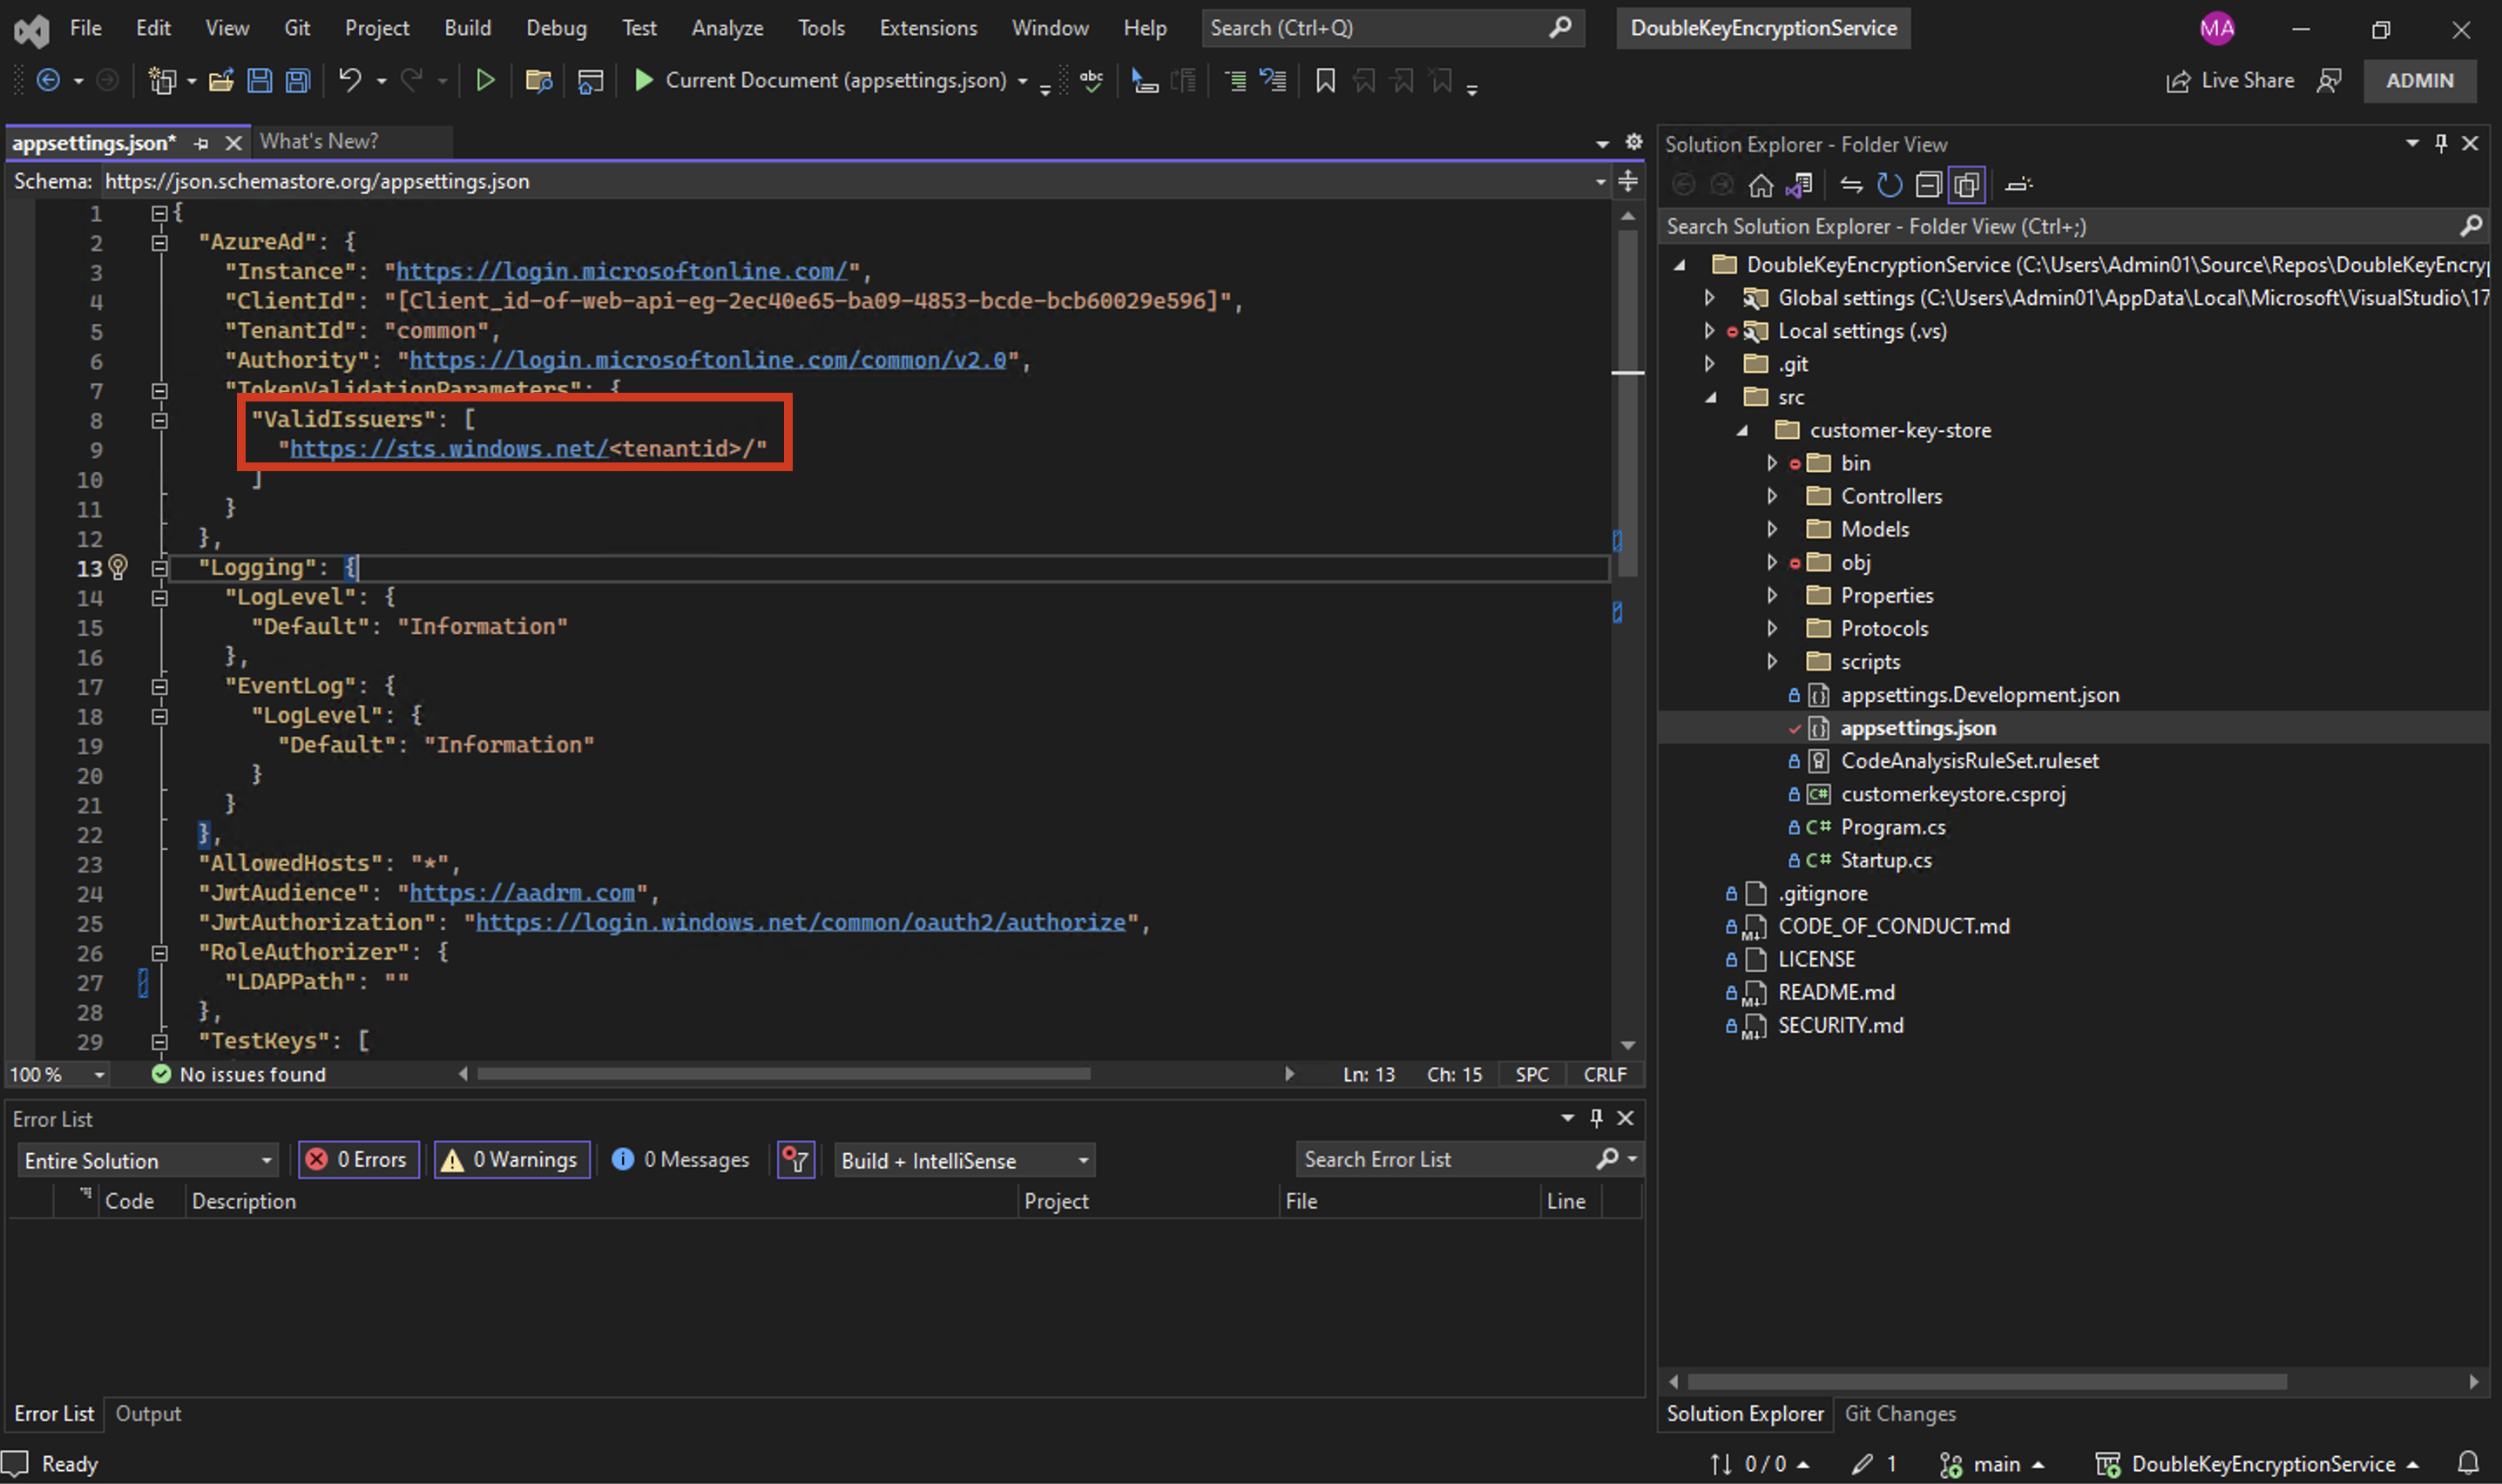 File Edit View Git Project Build Debug Test Analyze Tools Extensions Window Help Search (Ctrl+Q) DoubleKeyEncryptionService MA
Current Document (appsettings.json) abc Live Share ADMIN
appsettings.json* What's New?
Schema: https://json.schemastore.org/appsettings.json
1 {
2 "AzureAd": {
3 "Instance": "https://login.microsoftonline.com/",
4 "ClientId": "[Client_id-of-web-api-eg-2ec40e65-ba09-4853-bcde-bcb60029e596]",
5 "TenantId": "common",
6 "Authority": "https://login.microsoftonline.com/common/v2.0",
7 "TokenValidationParameters": {
8 "ValidIssuers": [
9 "https://sts.windows.net/<tenantid>/"
10 ]
11 }
12 },
13 "Logging": {
14 "LogLevel": {
15 "Default": "Information"
16 },
17 "EventLog": {
18 "LogLevel": {
19 "Default": "Information"
20 }
21 }
22 },
23 "AllowedHosts": "*",
24 "JwtAudience": "https://aadrm.com",
25 "JwtAuthorization": "https://login.windows.net/common/oauth2/authorize",
26 "RoleAuthorizer": {
27 "LDAPPath": ""
28 },
29 "TestKeys": [
100 % No issues found Ln: 13 Ch: 15 SPC CRLF
Error List
Entire Solution 0 Errors 0 Warnings 0 Messages Build + IntelliSense Search Error List
Code Description Project File Line
Error List Output
Solution Explorer - Folder View
Search Solution Explorer - Folder View (Ctrl+;)
DoubleKeyEncryptionService (C:\Users\Admin01\Source\Repos\DoubleKeyEncry
Global settings (C:\Users\Admin01\AppData\Local\Microsoft\VisualStudio\17
Local settings (.vs)
.git
src
customer-key-store
bin
Controllers
Models
obj
Properties
Protocols
scripts
appsettings.Development.json
appsettings.json
CodeAnalysisRuleSet.ruleset
customerkeystore.csproj
C# Program.cs
C# Startup.cs
.gitignore
CODE_OF_CONDUCT.md
LICENSE
README.md
SECURITY.md
Solution Explorer Git Changes
Ready 0 / 0 1 main DoubleKeyEncryptionService